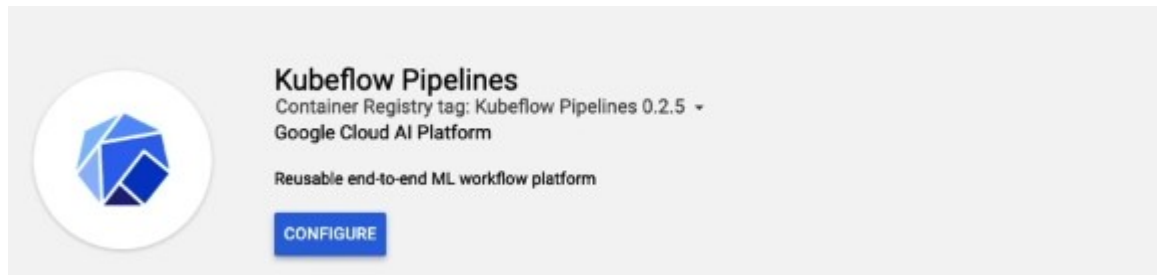 Kubeflow Pipelines
Container Registry tag: Kubeflow Pipelines 0.2.5
Google Cloud AI Platform
Reusable end-to-end ML workflow platform
CONFIGURE